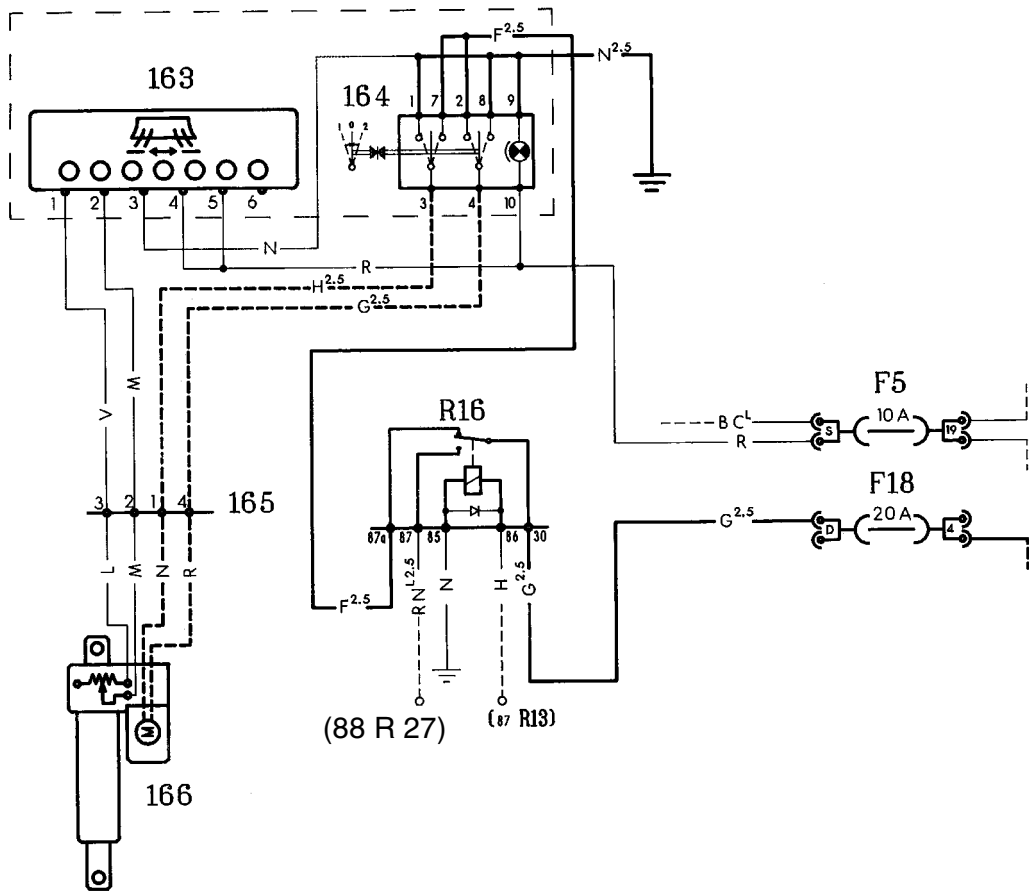 F2.5
N2.5
163
164
1 7 2 8 9
1 0 2
1 2 3 4 5 6
3 4 10
N
R
H2.5
G2.5
V
M
R16
F5
BCL
S
10 A
19
R
3 2 1 4
165
F18
G2.5
D
20 A
4
87a 87 85 86 30
L
M
N
R
RNL2.5
N
H
G2.5
F2.5
(88 R 27)
(87 R13)
M
166